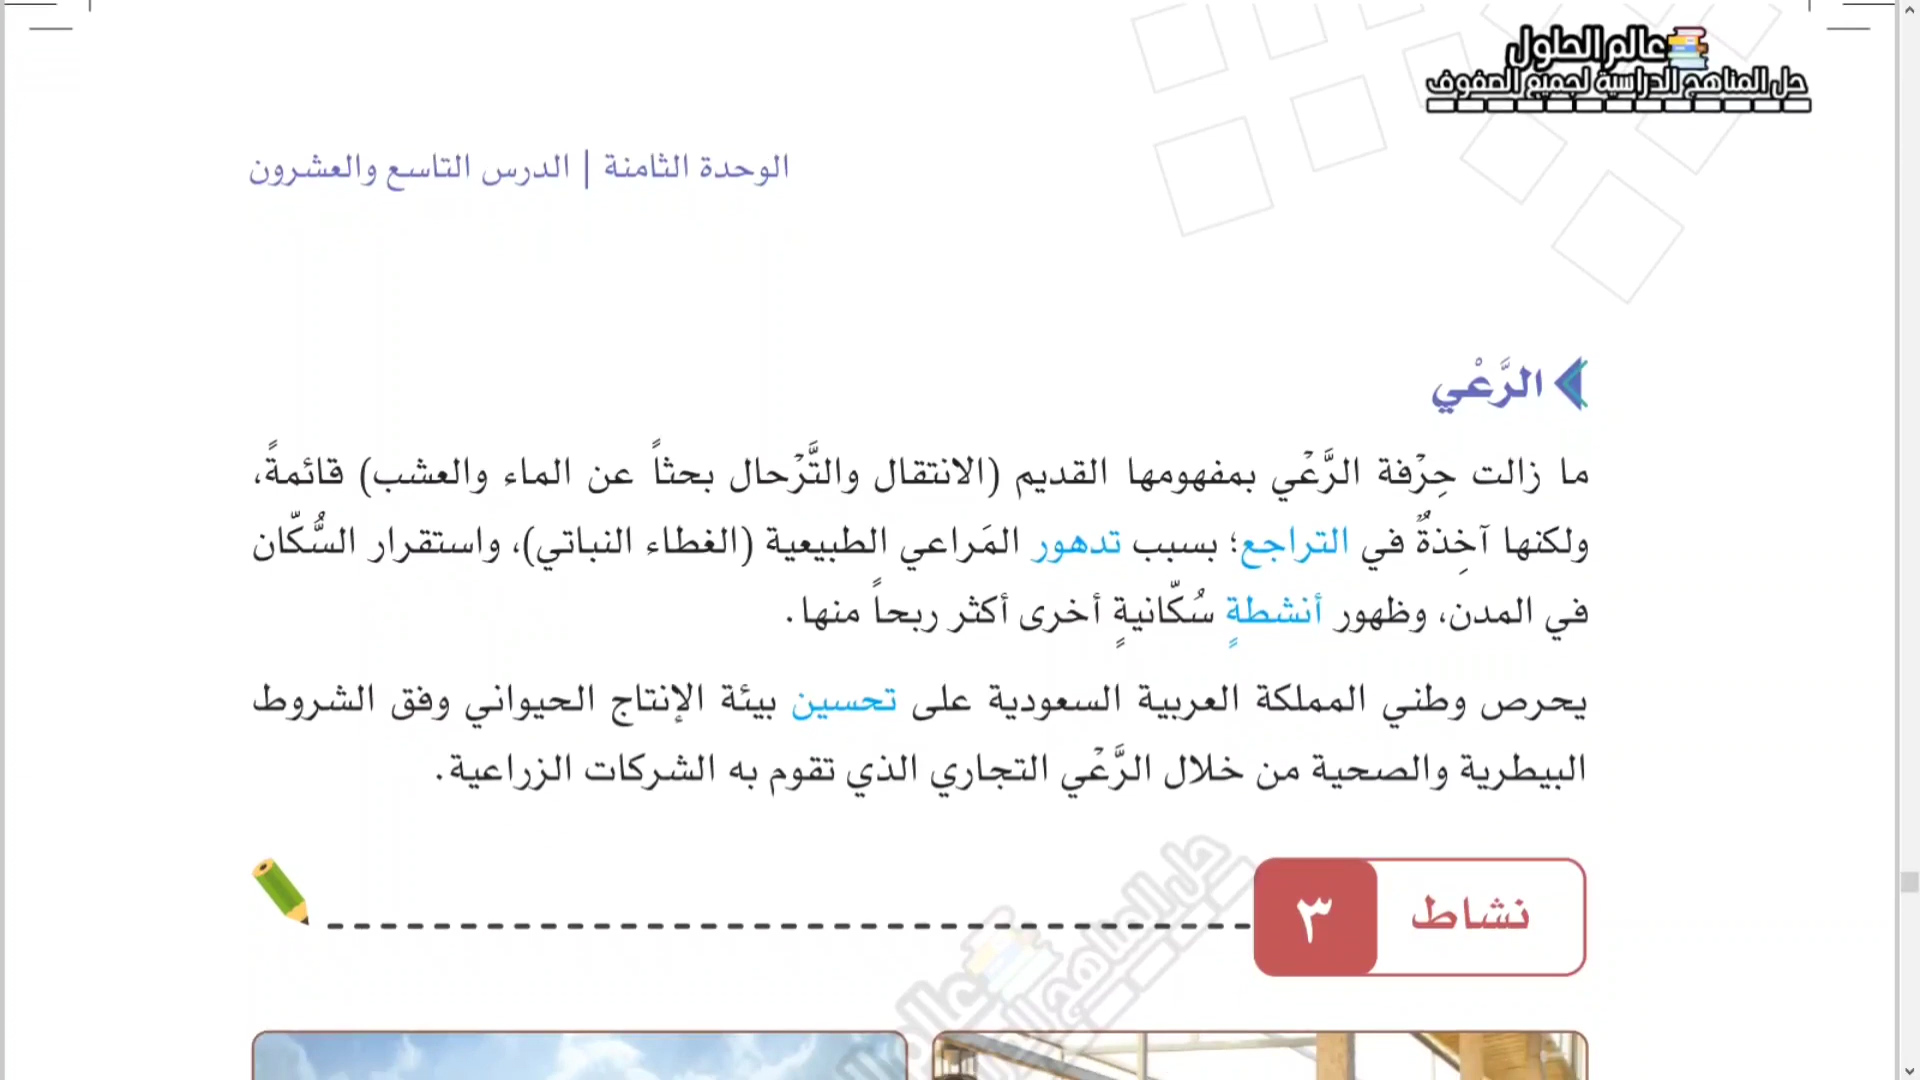 عالم الحلول
حل المناهج الدراسية لجميع الصفوف
الوحدة الثامنة | الدرس التاسع والعشرون
الرَّعْي
ما زالت حِرْفة الرَّعْي بمفهومها القديم (الانتقال والتَّرْحال بحثاً عن الماء والعشب) قائمةً،
ولكنها آخِذةٌ في التراجع؛ بسبب تدهور المَراعي الطبيعية (الغطاء النباتي)، واستقرار السُّكّان
في المدن، وظهور أنشطةٍ سُكّانيةٍ أخرى أكثر ربحاً منها.
يحرص وطني المملكة العربية السعودية على تحسين بيئة الإنتاج الحيواني وفق الشروط
البيطرية والصحية من خلال الرَّعْي التجاري الذي تقوم به الشركات الزراعية.
نشاط ٣